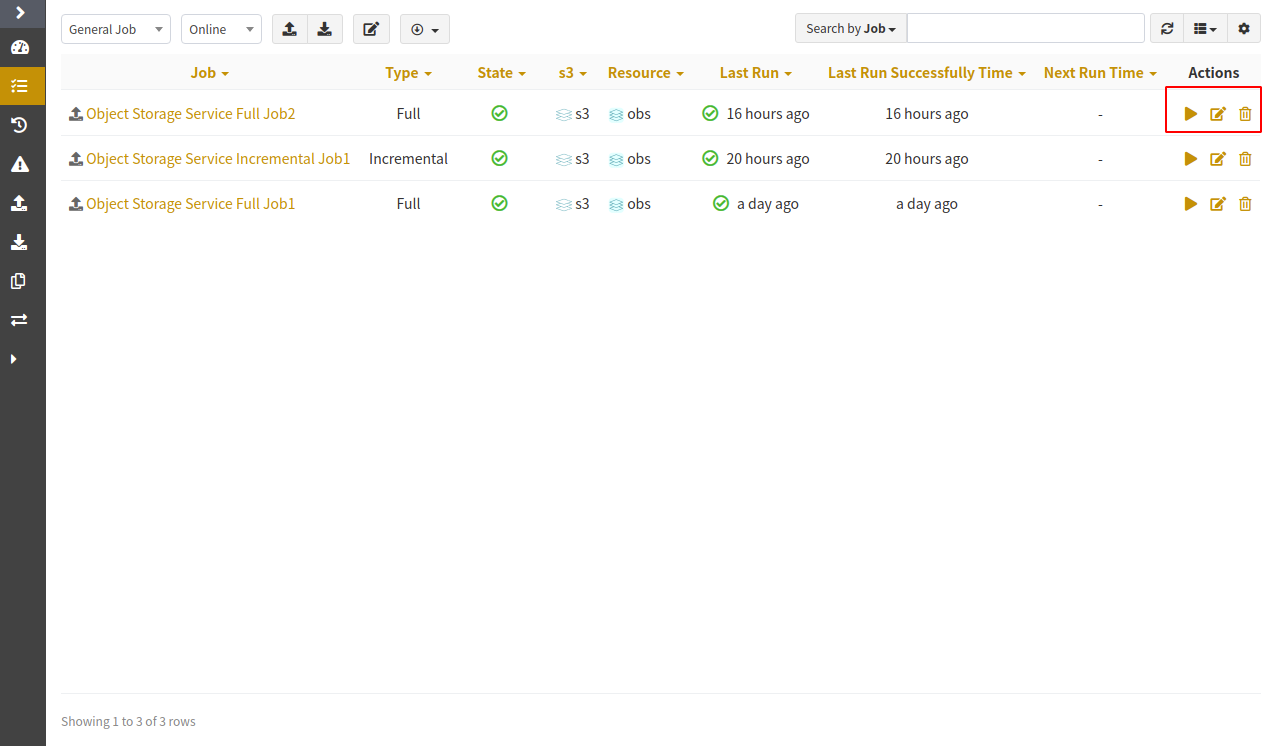 General Job Online Search by Job
Job Type State s3 Resource Last Run Last Run Successfully Time Next Run Time Actions
Object Storage Service Full Job2 Full s3 obs 16 hours ago 16 hours ago -
Object Storage Service Incremental Job1 Incremental s3 obs 20 hours ago 20 hours ago -
Object Storage Service Full Job1 Full s3 obs a day ago a day ago -
Showing 1 to 3 of 3 rows